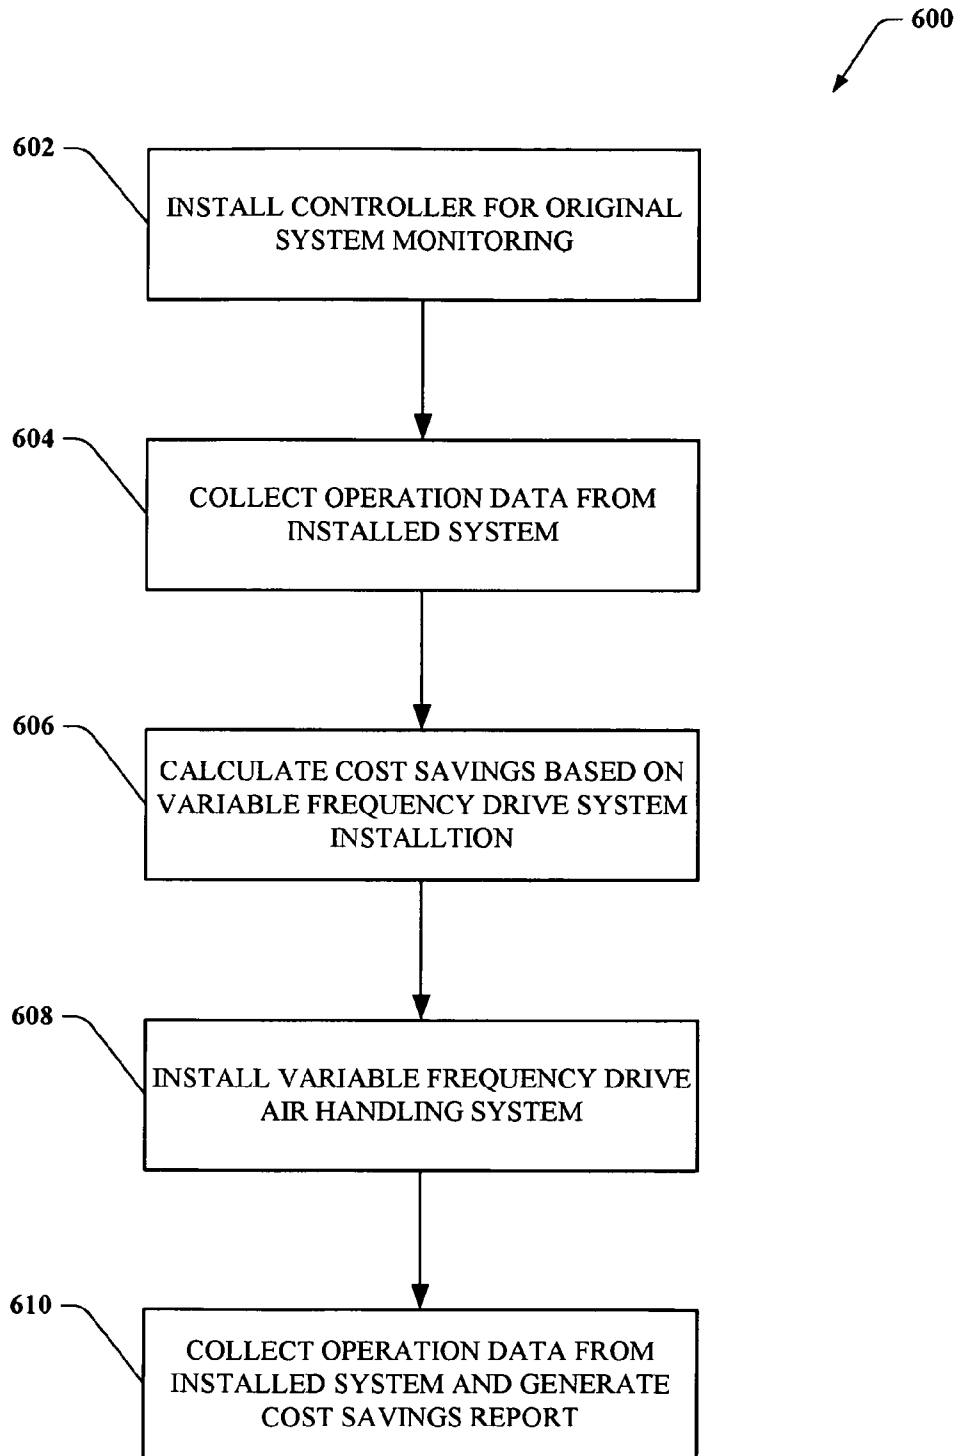 600
602
INSTALL CONTROLLER FOR ORIGINAL
SYSTEM MONITORING
604
COLLECT OPERATION DATA FROM
INSTALLED SYSTEM
606
CALCULATE COST SAVINGS BASED ON
VARIABLE FREQUENCY DRIVE SYSTEM
INSTALLTION
608
INSTALL VARIABLE FREQUENCY DRIVE
AIR HANDLING SYSTEM
610
COLLECT OPERATION DATA FROM
INSTALLED SYSTEM AND GENERATE
COST SAVINGS REPORT